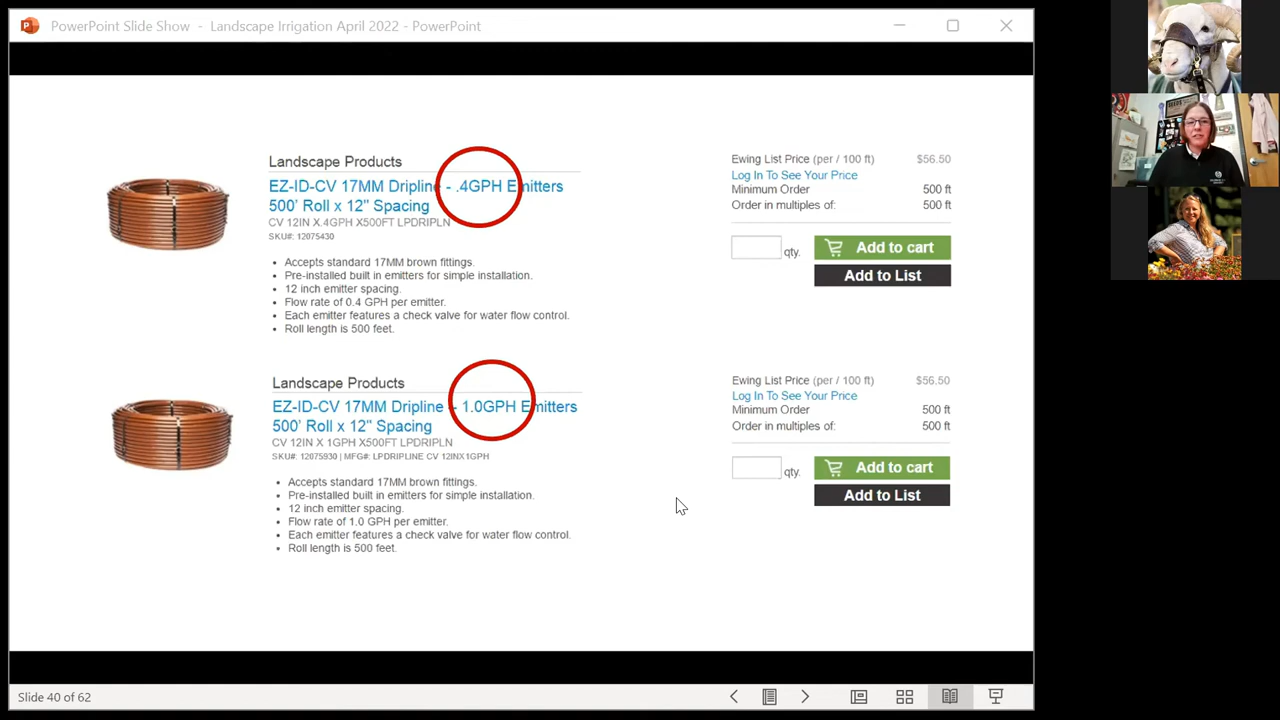 PowerPoint Slide Show - Landscape Irrigation April 2022 - PowerPoint
Landscape Products
EZ-ID-CV 17MM Dripline - .4GPH Emitters
500' Roll x 12" Spacing
CV 12IN X.4GPH X500FT LPDRIPLN
SKU#: 12075430
• Accepts standard 17MM brown fittings.
• Pre-installed built in emitters for simple installation.
• 12 inch emitter spacing.
• Flow rate of 0.4 GPH per emitter.
• Each emitter features a check valve for water flow control.
• Roll length is 500 feet.
Ewing List Price (per / 100 ft) $56.50
Log In To See Your Price
Minimum Order 500 ft
Order in multiples of: 500 ft
qty. Add to cart
Add to List
Landscape Products
EZ-ID-CV 17MM Dripline - 1.0GPH Emitters
500' Roll x 12" Spacing
CV 12IN X 1GPH X500FT LPDRIPLN
SKU#: 12075930 | MFG#: LPDRIPLINE CV 12INX1GPH
• Accepts standard 17MM brown fittings.
• Pre-installed built in emitters for simple installation.
• 12 inch emitter spacing.
• Flow rate of 1.0 GPH per emitter.
• Each emitter features a check valve for water flow control.
• Roll length is 500 feet.
Ewing List Price (per / 100 ft) $56.50
Log In To See Your Price
Minimum Order 500 ft
Order in multiples of: 500 ft
qty. Add to cart
Add to List
Slide 40 of 62